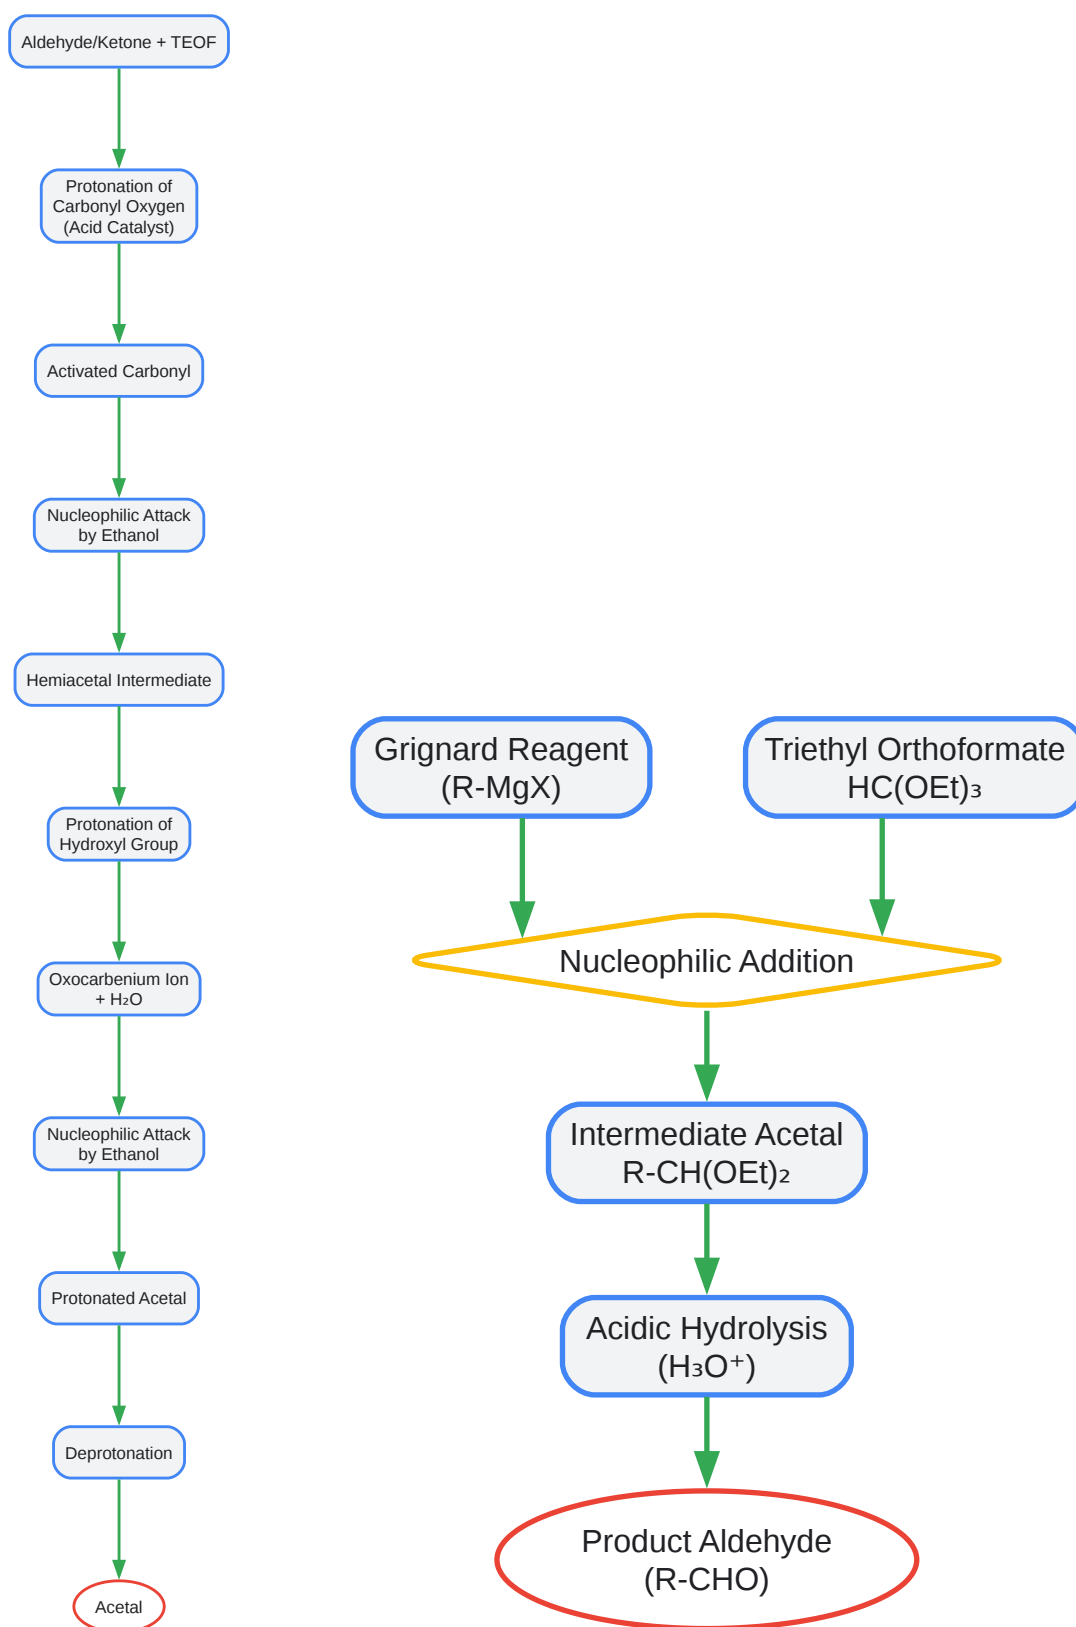 Aldehyde/Ketone + TEOF
Protonation of
Carbonyl Oxygen
(Acid Catalyst)
Activated Carbonyl
Nucleophilic Attack
by Ethanol
Hemiacetal Intermediate
Protonation of
Hydroxyl Group
Oxocarbenium Ion
+ H₂O
Nucleophilic Attack
by Ethanol
Protonated Acetal
Deprotonation
Acetal
Grignard Reagent
(R-MgX)
Triethyl Orthoformate
HC(OEt)₃
Nucleophilic Addition
Intermediate Acetal
R-CH(OEt)₂
Acidic Hydrolysis
(H₃O⁺)
Product Aldehyde
(R-CHO)